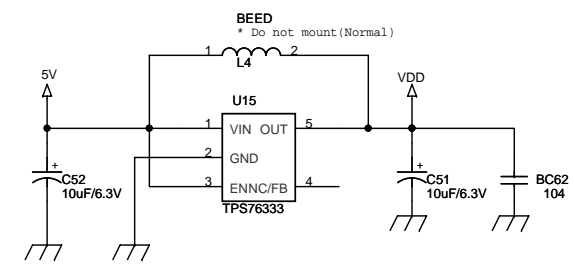 BEED
* Do not mount(Normal)
1 2
L4
5V
VDD
U15
1 VIN OUT 5
2 GND
3 ENNC/FB 4
TPS76333
+
C52
10uF/6.3V
+
C51
10uF/6.3V
BC62
104